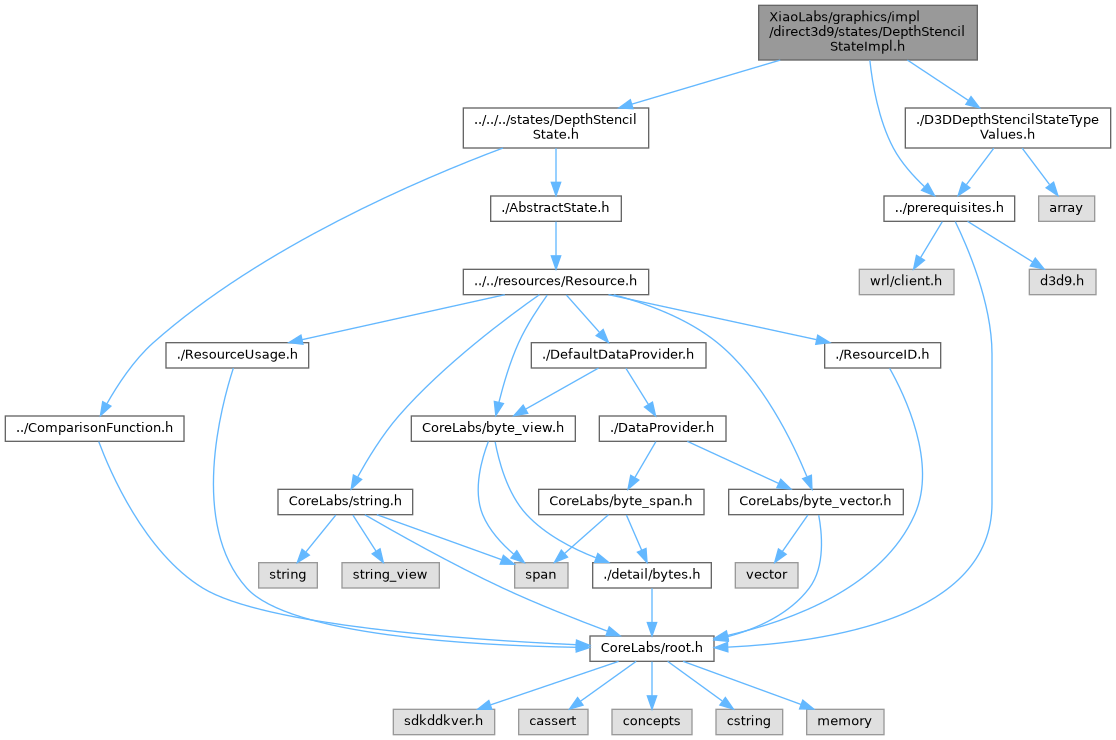 XiaoLabs/graphics/impl
/direct3d9/states/DepthStencil
StateImpl.h
../../../states/DepthStencil
State.h
./D3DDepthStencilStateType
Values.h
./AbstractState.h
../prerequisites.h
array
../../resources/Resource.h
wrl/client.h
d3d9.h
./ResourceUsage.h
./DefaultDataProvider.h
./ResourceID.h
../ComparisonFunction.h
CoreLabs/byte_view.h
./DataProvider.h
CoreLabs/string.h
CoreLabs/byte_span.h
CoreLabs/byte_vector.h
string
string_view
span
./detail/bytes.h
vector
CoreLabs/root.h
sdkddkver.h
cassert
concepts
cstring
memory